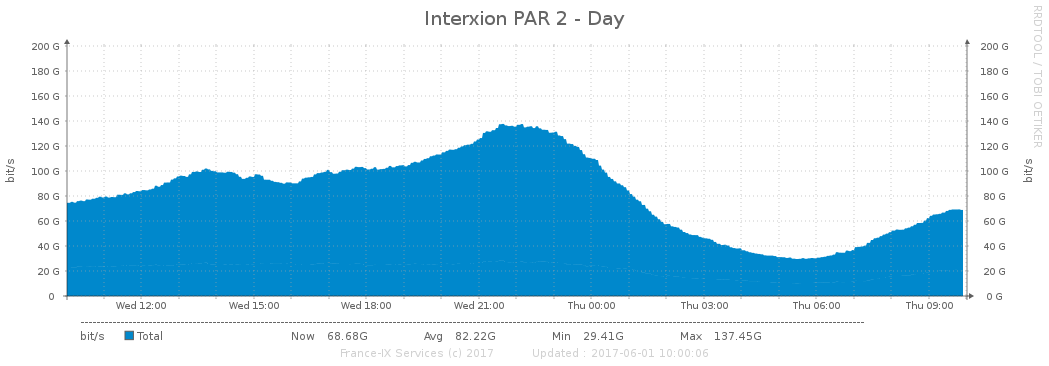 Interxion PAR 2 - Day
RRDTOOL / TOBI OETIKER
bit/s
200 G 200 G
180 G 180 G
160 G 160 G
140 G 140 G
120 G 120 G
100 G 100 G
80 G 80 G
60 G 60 G
40 G 40 G
20 G 20 G
0 0 G
bit/s
Wed 12:00 Wed 15:00 Wed 18:00 Wed 21:00 Thu 00:00 Thu 03:00 Thu 06:00 Thu 09:00
bit/s Total Now 68.68G Avg 82.22G Min 29.41G Max 137.45G
France-IX Services (c) 2017 Updated : 2017-06-01 10:00:06